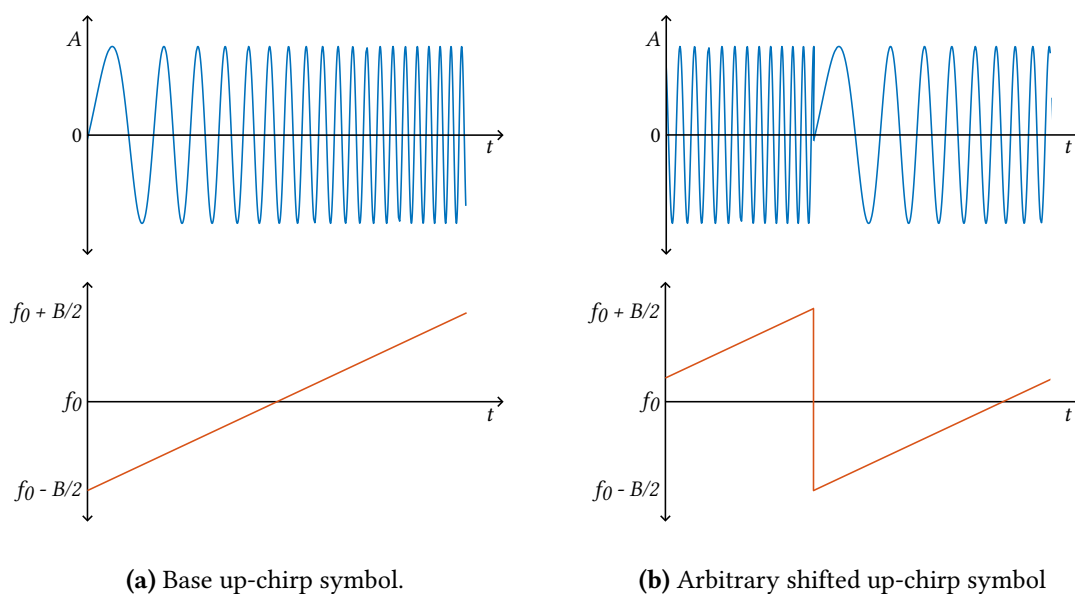 A
0
t
f0 + B/2
f0
t
f0 - B/2
(a) Base up-chirp symbol.
A
0
t
f0 + B/2
f0
t
f0 - B/2
(b) Arbitrary shifted up-chirp symbol